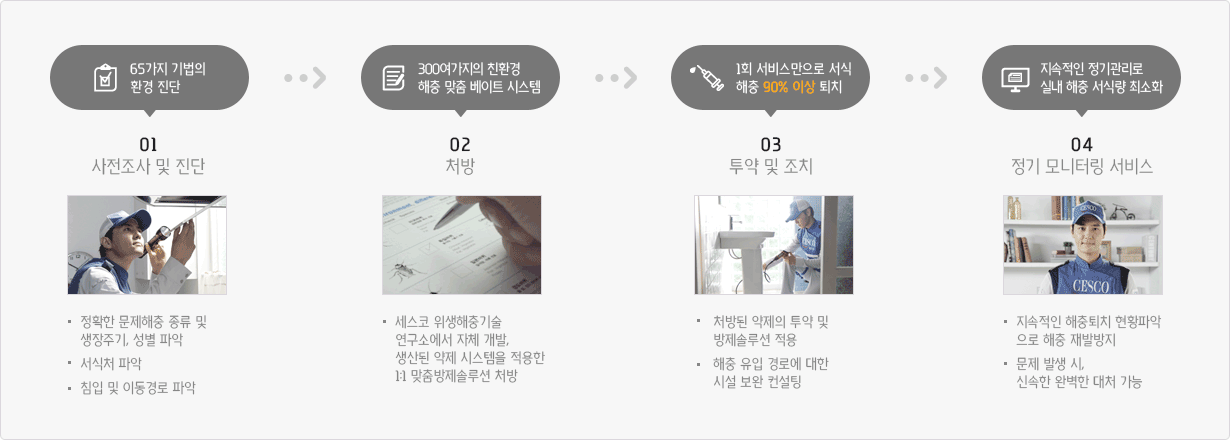 65가지 기법의
환경 진단
300여가지의 친환경
해충 맞춤 베이트 시스템
1회 서비스만으로 서식
해충 90% 이상 퇴치
지속적인 정기관리로
실내 해충 서식량 최소화
01
사전조사 및 진단
02
처방
03
투약 및 조치
04
정기 모니터링 서비스
CESCO
CESCO
정확한 문제해충 종류 및
생장주기, 성별 파악
서식처 파악
침입 및 이동경로 파악
세스코 위생해충기술
연구소에서 자체 개발,
생산된 약제 시스템을 적용한
1:1 맞춤방제솔루션 처방
처방된 약제의 투약 및
방제솔루션 적용
해충 유입 경로에 대한
시설 보완 컨설팅
지속적인 해충퇴치 현황파악
으로 해충 재발방지
문제 발생 시,
신속한 완벽한 대처 가능